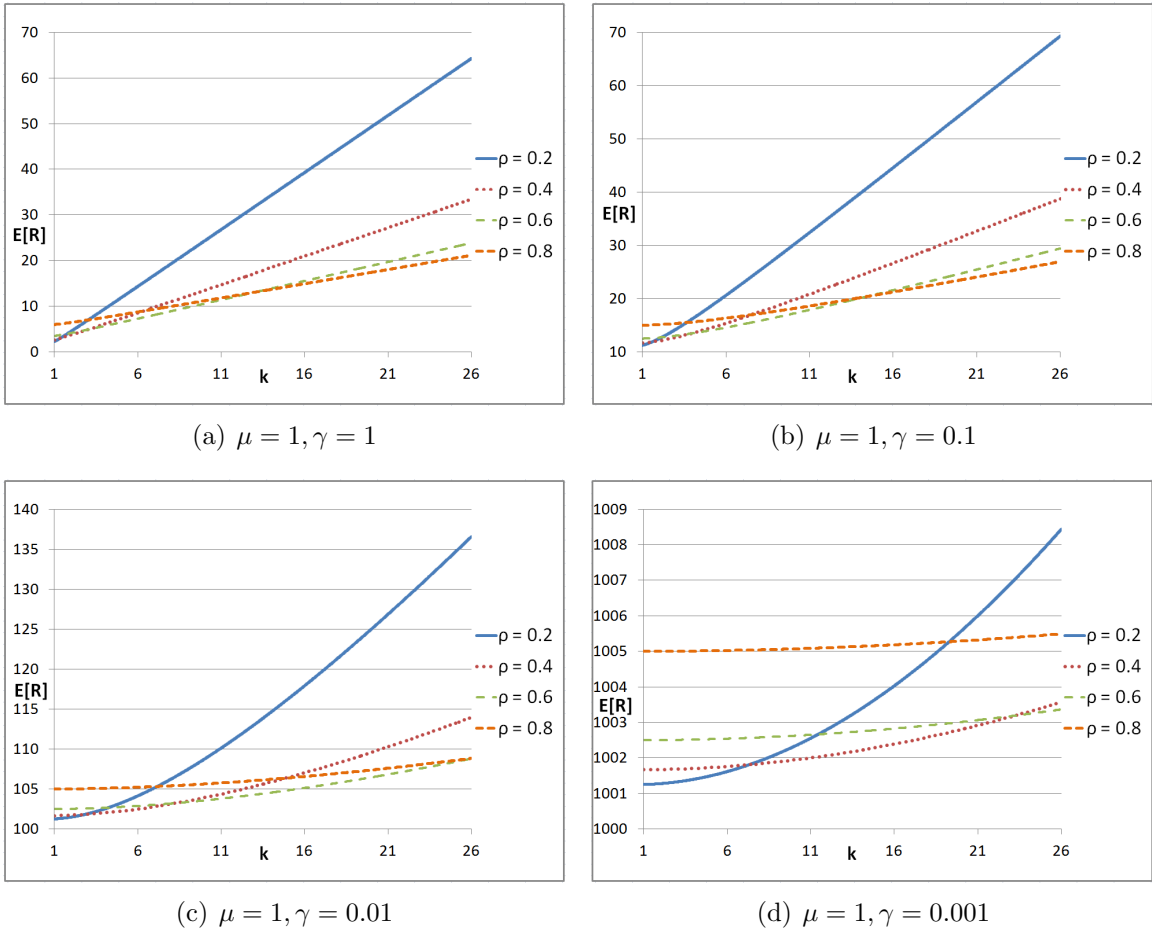 70
60
50
40
30
20
10
0
E[R]
1 6 11 16 21 26
k
ρ = 0.2
ρ = 0.4
ρ = 0.6
ρ = 0.8
(a) μ = 1, γ = 1
70
60
50
40
30
20
10
E[R]
1 6 11 16 21 26
k
ρ = 0.2
ρ = 0.4
ρ = 0.6
ρ = 0.8
(b) μ = 1, γ = 0.1
140
135
130
125
120
115
110
105
100
E[R]
1 6 11 16 21 26
k
ρ = 0.2
ρ = 0.4
ρ = 0.6
ρ = 0.8
(c) μ = 1, γ = 0.01
1009
1008
1007
1006
1005
1004
1003
1002
1001
1000
E[R]
1 6 11 16 21 26
k
ρ = 0.2
ρ = 0.4
ρ = 0.6
ρ = 0.8
(d) μ = 1, γ = 0.001